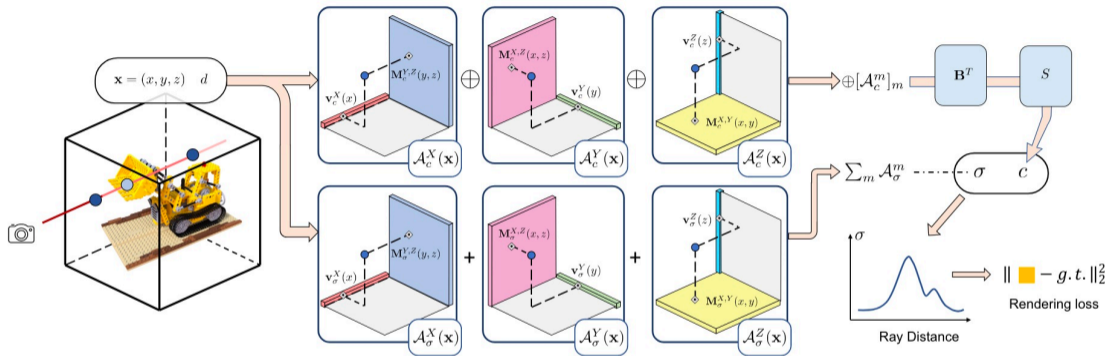 x = (x, y, z) d
v_c^X(x)
M_c^{Y,Z}(y, z)
𝒜_c^X(x)
⊕
M_c^{X,Z}(x, z)
v_c^Y(y)
𝒜_c^Y(x)
⊕
v_c^Z(z)
M_c^{X,Y}(x, y)
𝒜_c^Z(x)
⊕[𝒜_c^m]_m
B^T
S
v_σ^X(x)
M_σ^{Y,Z}(y, z)
𝒜_σ^X(x)
+
M_σ^{X,Z}(x, z)
v_σ^Y(y)
𝒜_σ^Y(x)
+
v_σ^Z(z)
M_σ^{X,Y}(x, y)
𝒜_σ^Z(x)
∑_m 𝒜_σ^m
σ c
σ
Ray Distance
‖ − g.t.‖_2^2
Rendering loss